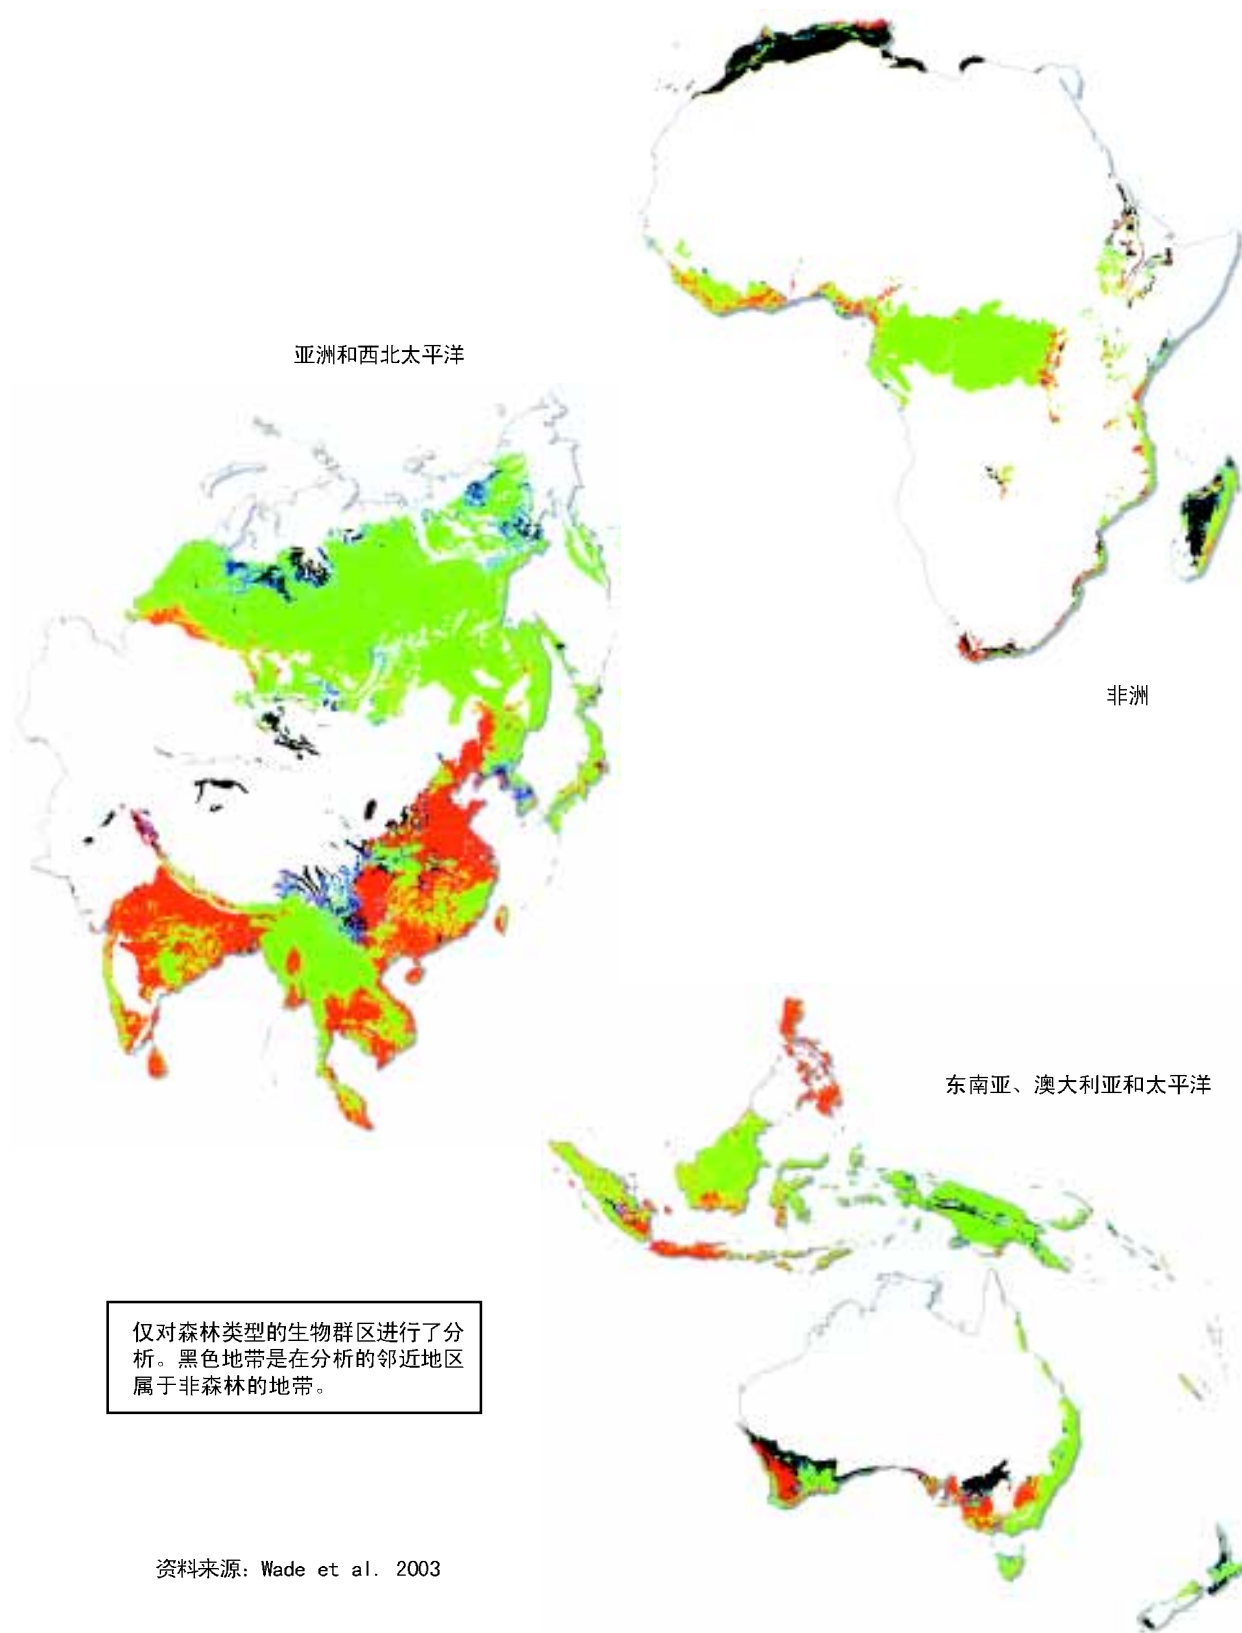 亚洲和西北太平洋
非洲
东南亚、澳大利亚和太平洋
仅对森林类型的生物群区进行了分
析。黑色地带是在分析的邻近地区
属于非森林的地带。
资料来源：Wade et al. 2003